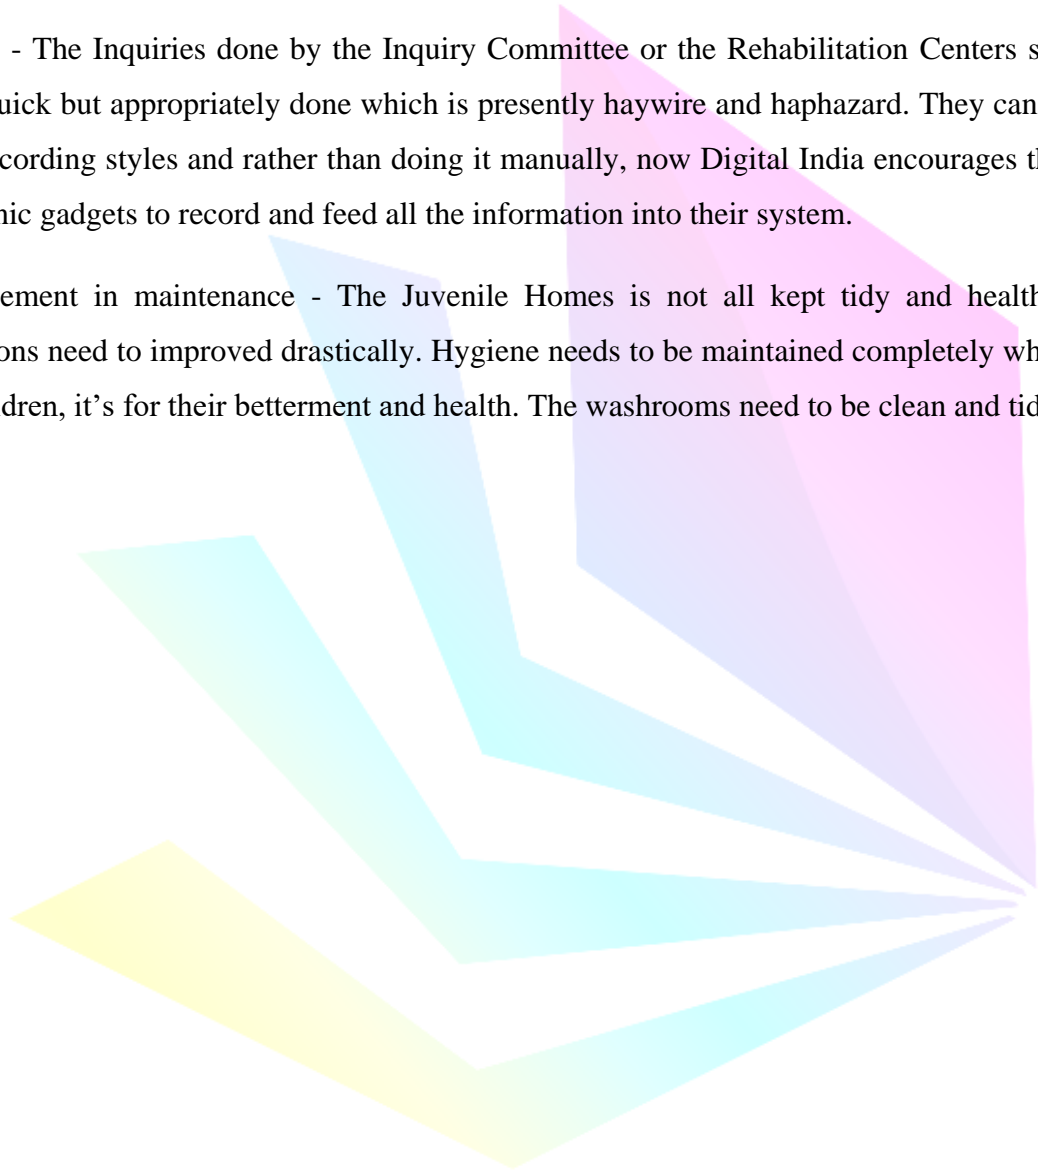 - The Inquiries done by the Inquiry Committee or the Rehabilitation Centers s
uick but appropriately done which is presently haywire and haphazard. They can
cording styles and rather than doing it manually, now Digital India encourages t
nic gadgets to record and feed all the information into their system.
ement in maintenance - The Juvenile Homes is not all kept tidy and health
ons need to improved drastically. Hygiene needs to be maintained completely wh
dren, it’s for their betterment and health. The washrooms need to be clean and tid